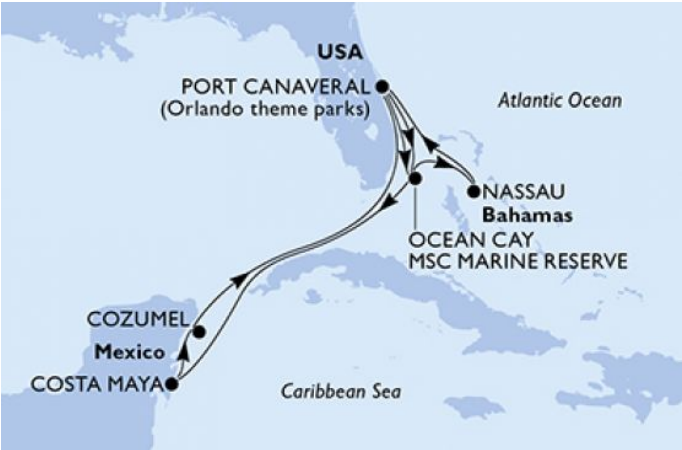 USA
PORT CANAVERAL
(Orlando theme parks)
Atlantic Ocean
NASSAU
Bahamas
OCEAN CAY
MSC MARINE RESERVE
COZUMEL
Mexico
COSTA MAYA
Caribbean Sea